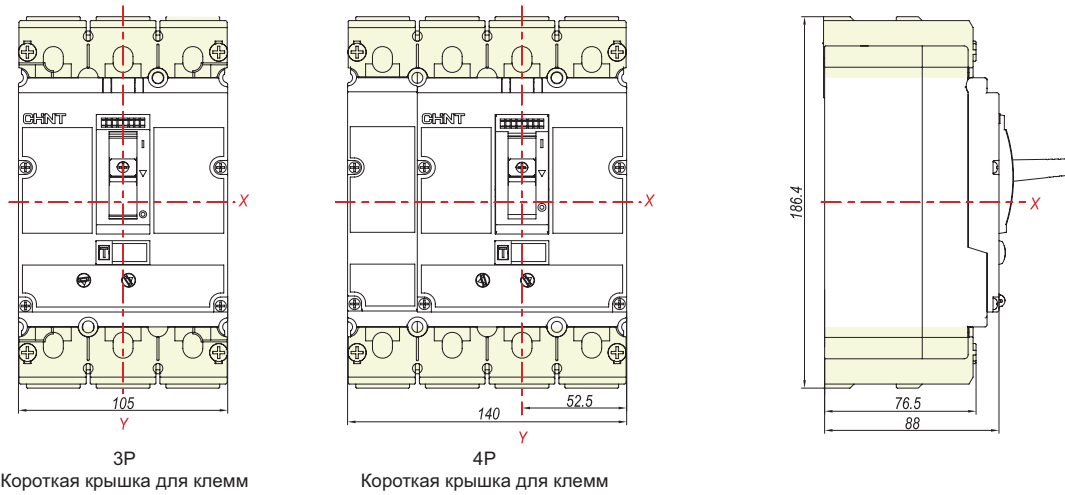 CHNT
I
X
105
Y
3P
Короткая крышка для клемм
CHNT
I
X
52.5
140
Y
4P
Короткая крышка для клемм
186.4
X
76.5
88